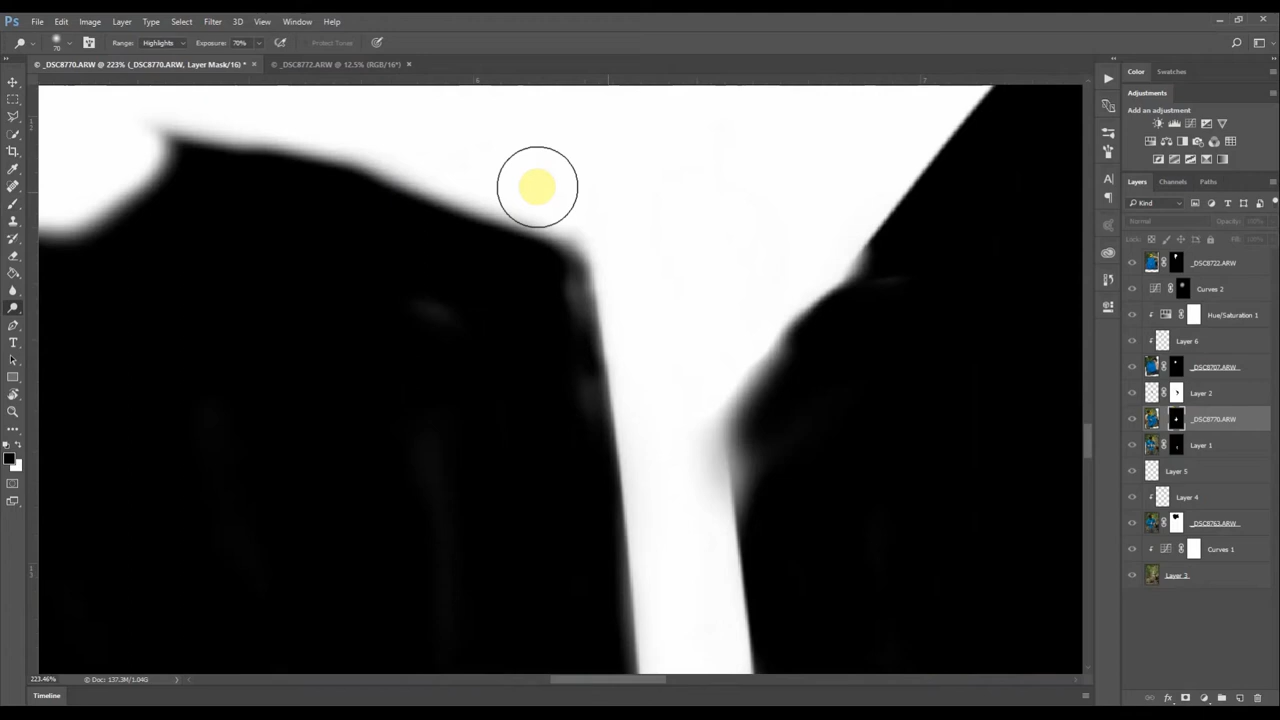 Ps File Edit Image Layer Type Select Filter 3D View Window Help
70 Range: Highlights Exposure: 70% Protect Tones
© _DSC8770.ARW @ 223% (_DSC8770.ARW, Layer Mask/16) * × © _DSC8772.ARW @ 12.5% (RGB/16*) ×
6 7
Color Swatches
Adjustments
Add an adjustment
Layers Channels Paths
Kind
Normal Opacity: 100%
Lock: Fill: 100%
_DSC8722.ARW
Curves 2
Hue/Saturation 1
Layer 6
_DSC8707.ARW
Layer 2
_DSC8770.ARW
Layer 1
Layer 5
Layer 4
_DSC8763.ARW
Curves 1
Layer 3
223.46% © Doc: 137.3M/1.04G
Timeline